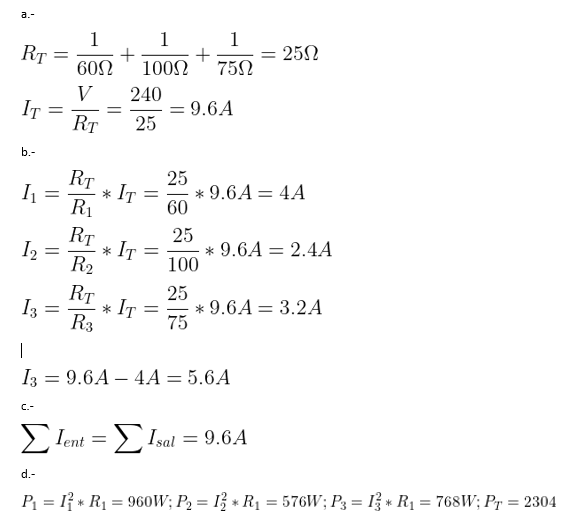 a.-
R_T = 1/60Ω + 1/100Ω + 1/75Ω = 25Ω
I_T = V/R_T = 240/25 = 9.6A
b.-
I_1 = R_T/R_1 * I_T = 25/60 * 9.6A = 4A
I_2 = R_T/R_2 * I_T = 25/100 * 9.6A = 2.4A
I_3 = R_T/R_3 * I_T = 25/75 * 9.6A = 3.2A
I_3 = 9.6A − 4A = 5.6A
c.-
∑ I_ent = ∑ I_sal = 9.6A
d.-
P_1 = I_1^2 * R_1 = 960W; P_2 = I_2^2 * R_1 = 576W; P_3 = I_3^2 * R_1 = 768W; P_T = 2304